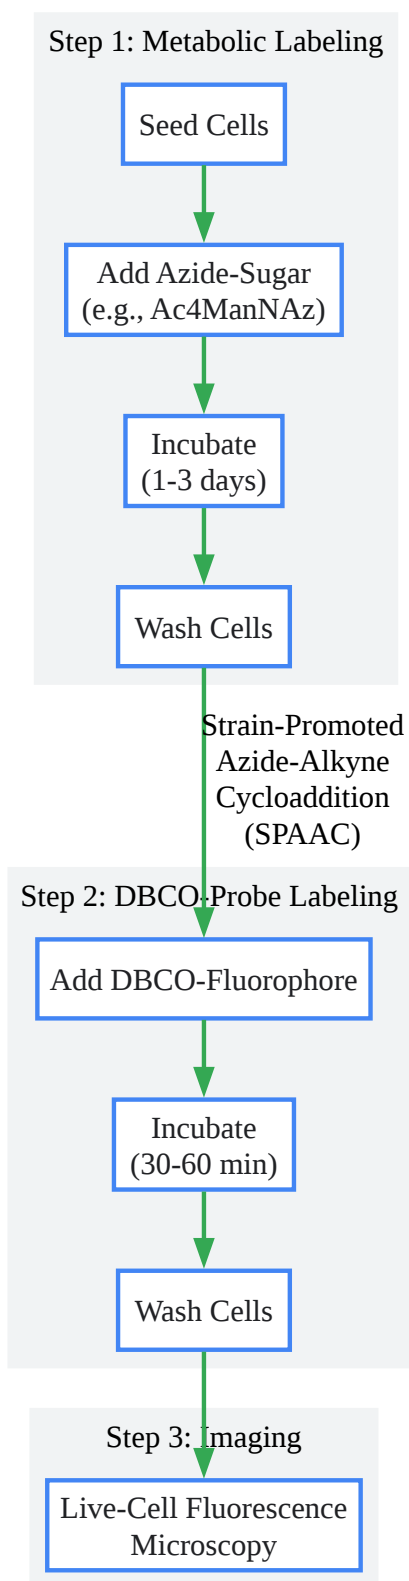 Step 1: Metabolic Labeling
Seed Cells
Add Azide-Sugar
(e.g., Ac4ManNAz)
Incubate
(1-3 days)
Wash Cells
Strain-Promoted
Azide-Alkyne
Cycloaddition
(SPAAC)
Step 2: DBCO-Probe Labeling
Add DBCO-Fluorophore
Incubate
(30-60 min)
Wash Cells
Step 3: Imaging
Live-Cell Fluorescence
Microscopy